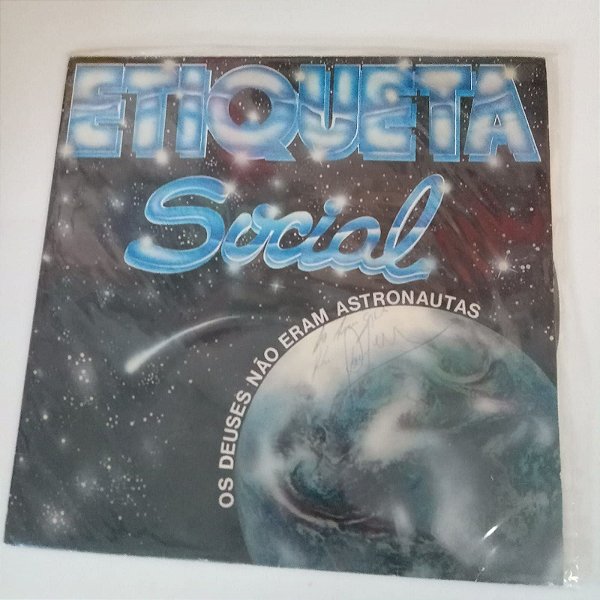 ETIQUETA
Social
OS DEUSES NÃO ERAM ASTRONAUTAS